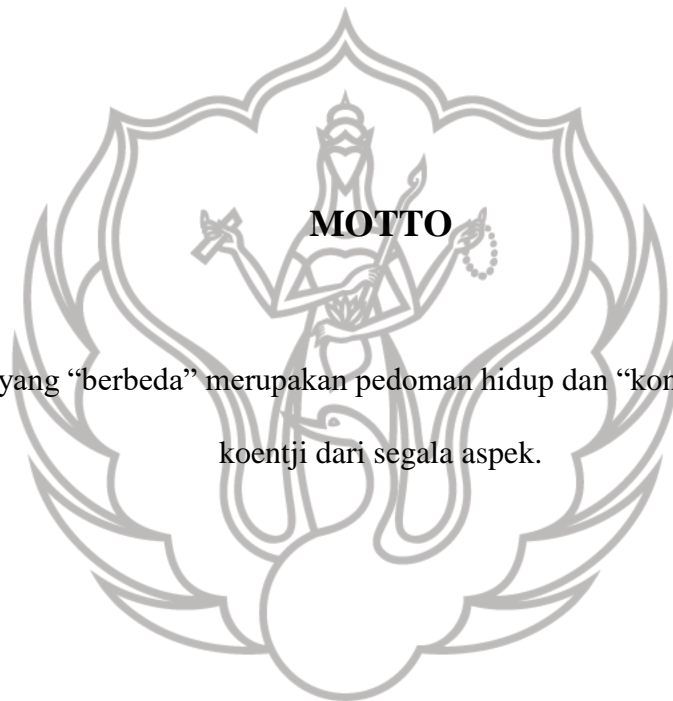 MOTTO
yang “berbeda” merupakan pedoman hidup dan “kon
koentji dari segala aspek.